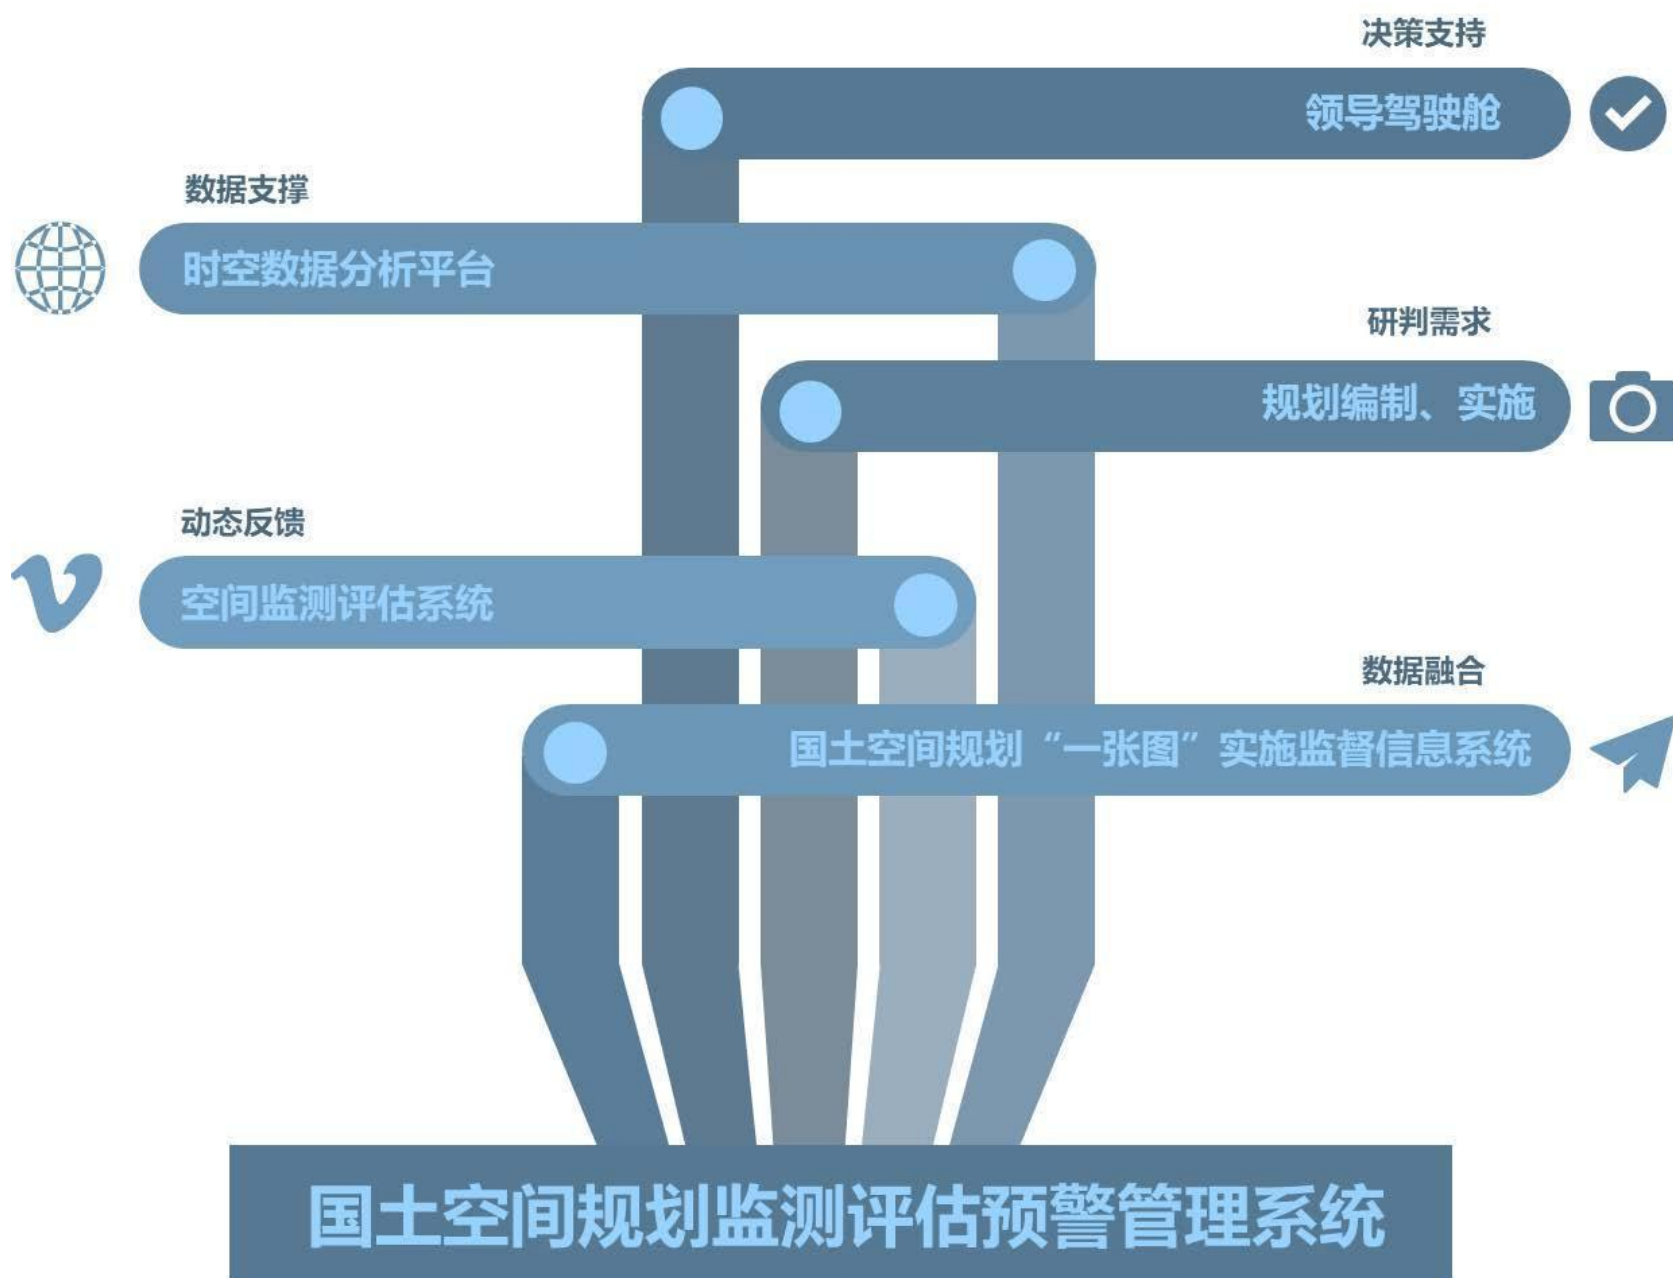 决策支持
领导驾驶舱
数据支撑
时空数据分析平台
研判需求
规划编制、实施
动态反馈
空间监测评估系统
数据融合
国土空间规划“一张图”实施监督信息系统
国土空间规划监测评估预警管理系统